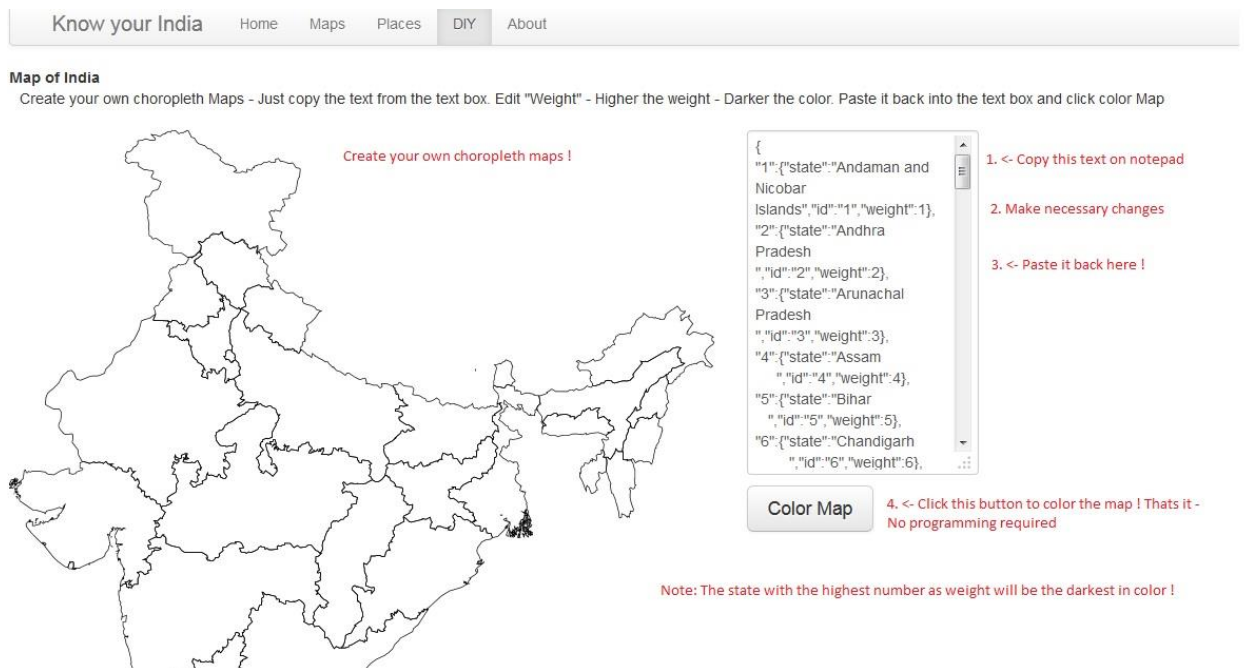 Know your India Home Maps Places DIY About
Map of India
Create your own choropleth Maps - Just copy the text from the text box. Edit "Weight" - Higher the weight - Darker the color. Paste it back into the text box and click color Map
Create your own choropleth maps !
{
"1":{"state":"Andaman and
Nicobar
Islands","id":"1","weight":1},
"2":{"state":"Andhra
Pradesh
","id":"2","weight":2},
"3":{"state":"Arunachal
Pradesh
","id":"3","weight":3},
"4":{"state":"Assam
","id":"4","weight":4},
"5":{"state":"Bihar
","id":"5","weight":5},
"6":{"state":"Chandigarh
","id":"6","weight":6},
1. <- Copy this text on notepad
2. Make necessary changes
3. <- Paste it back here !
Color Map
4. <- Click this button to color the map ! Thats it -
No programming required
Note: The state with the highest number as weight will be the darkest in color !